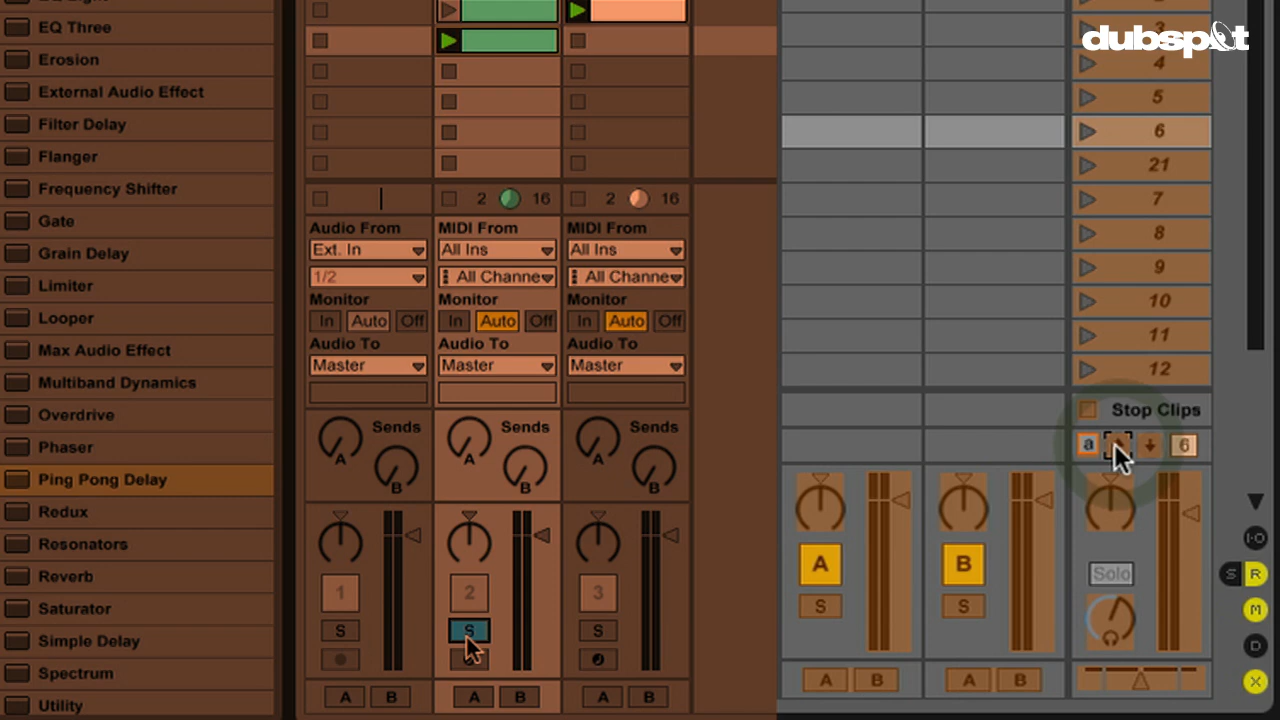 dubspot
EQ Three
Erosion
External Audio Effect
Filter Delay
Flanger
Frequency Shifter
Gate
Grain Delay
Limiter
Looper
Max Audio Effect
Multiband Dynamics
Overdrive
Phaser
Ping Pong Delay
Redux
Resonators
Reverb
Saturator
Simple Delay
Spectrum
Utility
2 16 2 16
Audio From MIDI From MIDI From
Ext. In All Ins All Ins
1/2 All Channe All Channe
Monitor Monitor Monitor
In Auto Off In Auto Off In Auto Off
Audio To Audio To Audio To
Master Master Master
Sends Sends Sends
A A A
B B B
1 2 3
S S S
A B A B A B
A B
S S
A B A B
3
4
5
6
21
7
8
9
10
11
12
Stop Clips
a 6
Solo
I·O
S R
M
D
X